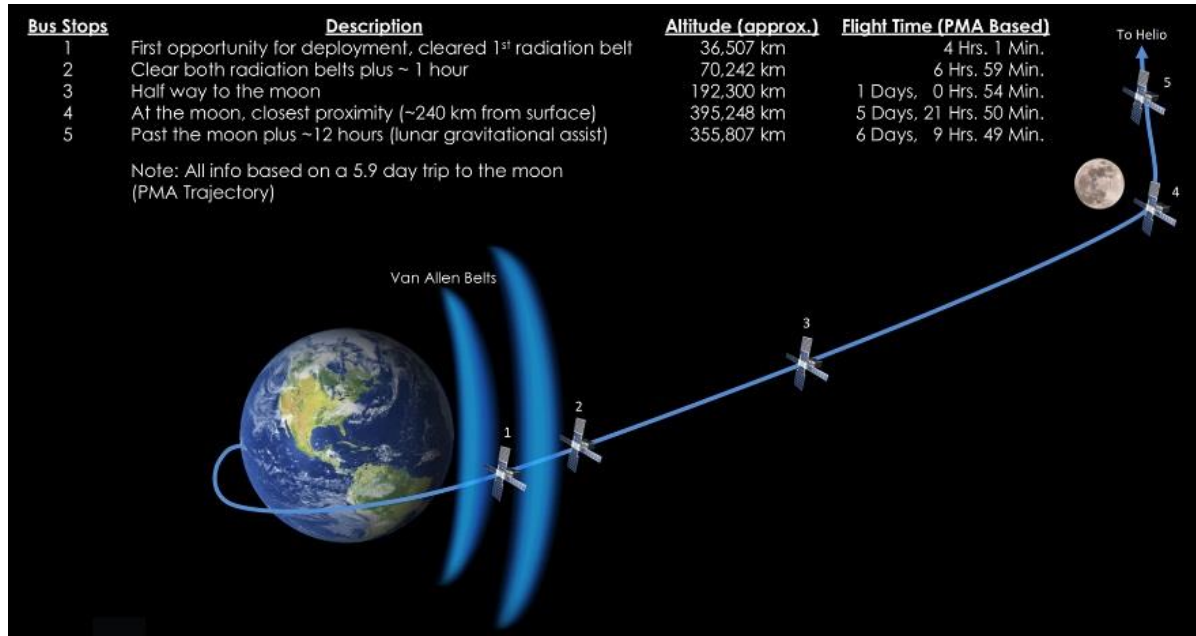 Bus Stops Description Altitude (approx.) Flight Time (PMA Based)
1 First opportunity for deployment, cleared 1st radiation belt 36,507 km 4 Hrs. 1 Min.
2 Clear both radiation belts plus ~ 1 hour 70,242 km 6 Hrs. 59 Min.
3 Half way to the moon 192,300 km 1 Days, 0 Hrs. 54 Min.
4 At the moon, closest proximity (~240 km from surface) 395,248 km 5 Days, 21 Hrs. 50 Min.
5 Past the moon plus ~12 hours (lunar gravitational assist) 355,807 km 6 Days, 9 Hrs. 49 Min.
Note: All info based on a 5.9 day trip to the moon
(PMA Trajectory)
To Helio
5
4
Van Allen Belts
3
2
1